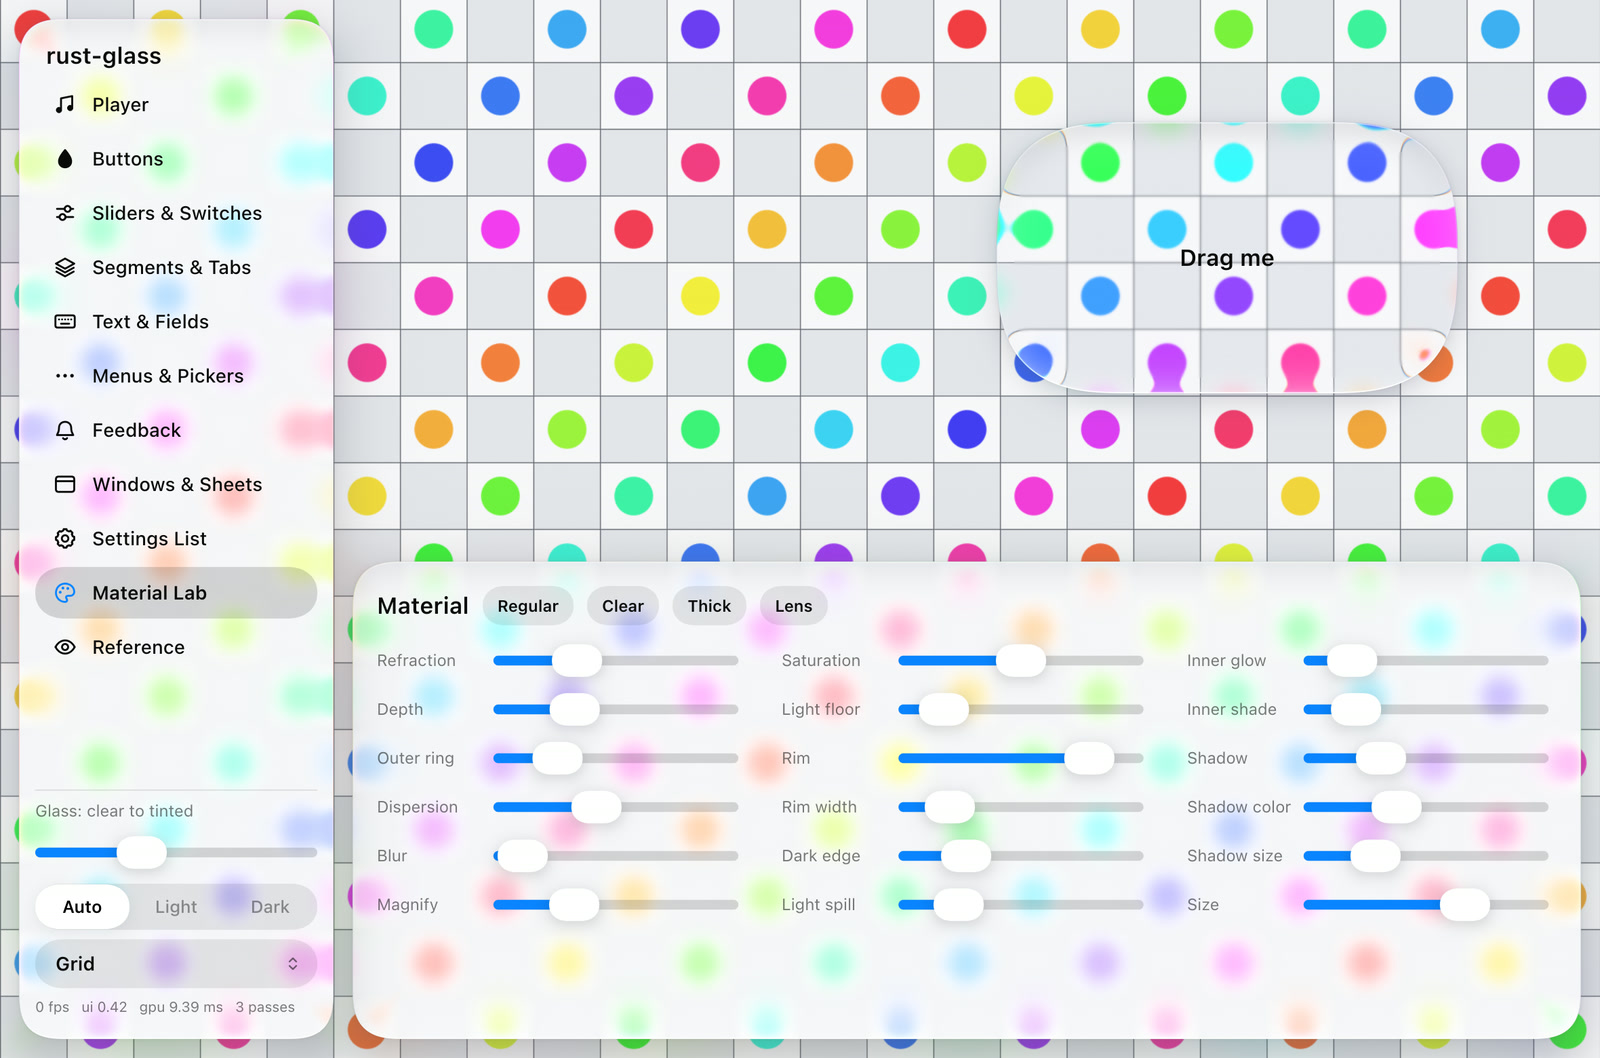 rust-glass
Player
Buttons
Sliders & Switches
Segments & Tabs
Text & Fields
Menus & Pickers
Feedback
Windows & Sheets
Settings List
Material Lab
Reference
Glass: clear to tinted
Auto Light Dark
Grid
0 fps ui 0.42 gpu 9.39 ms 3 passes
Drag me
Material Regular Clear Thick Lens
Refraction Saturation Inner glow
Depth Light floor Inner shade
Outer ring Rim Shadow
Dispersion Rim width Shadow color
Blur Dark edge Shadow size
Magnify Light spill Size